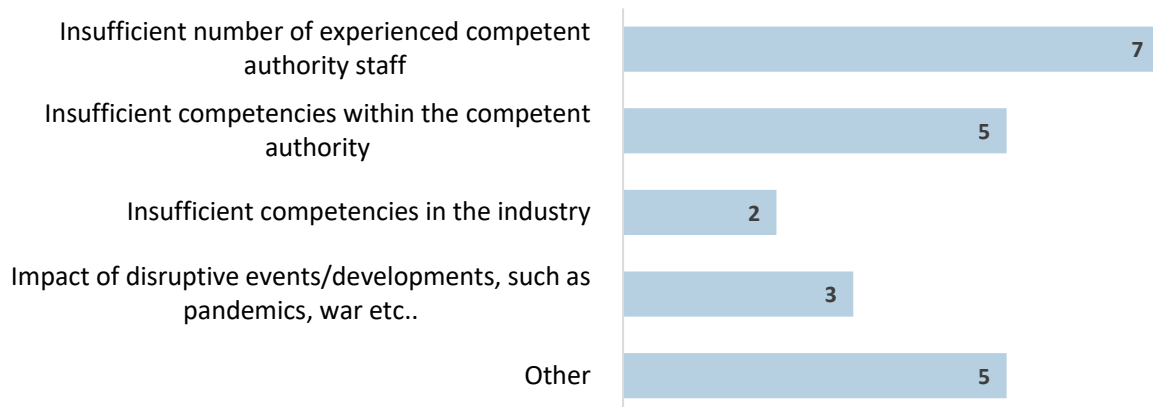 Insufficient number of experienced competent
authority staff
7
Insufficient competencies within the competent
authority
5
Insufficient competencies in the industry
2
Impact of disruptive events/developments, such as
pandemics, war etc..
3
Other
5